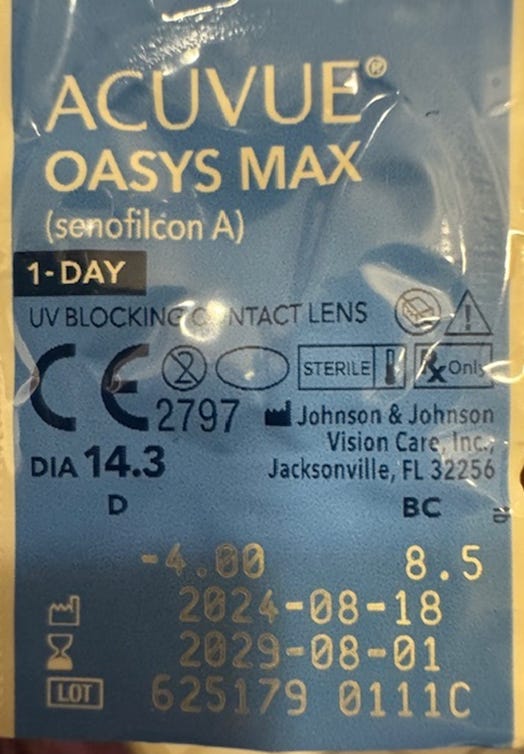 ACUVUE®
OASYS MAX
(senofilcon A)
1-DAY
UV BLOCKING CONTACT LENS
CE 2797 2 STERILE Rx Only
Johnson & Johnson
Vision Care, Inc.,
DIA 14.3 Jacksonville, FL 32256
D BC
-4.00 8.5
2024-08-18
2029-08-01
LOT 625179 0111C